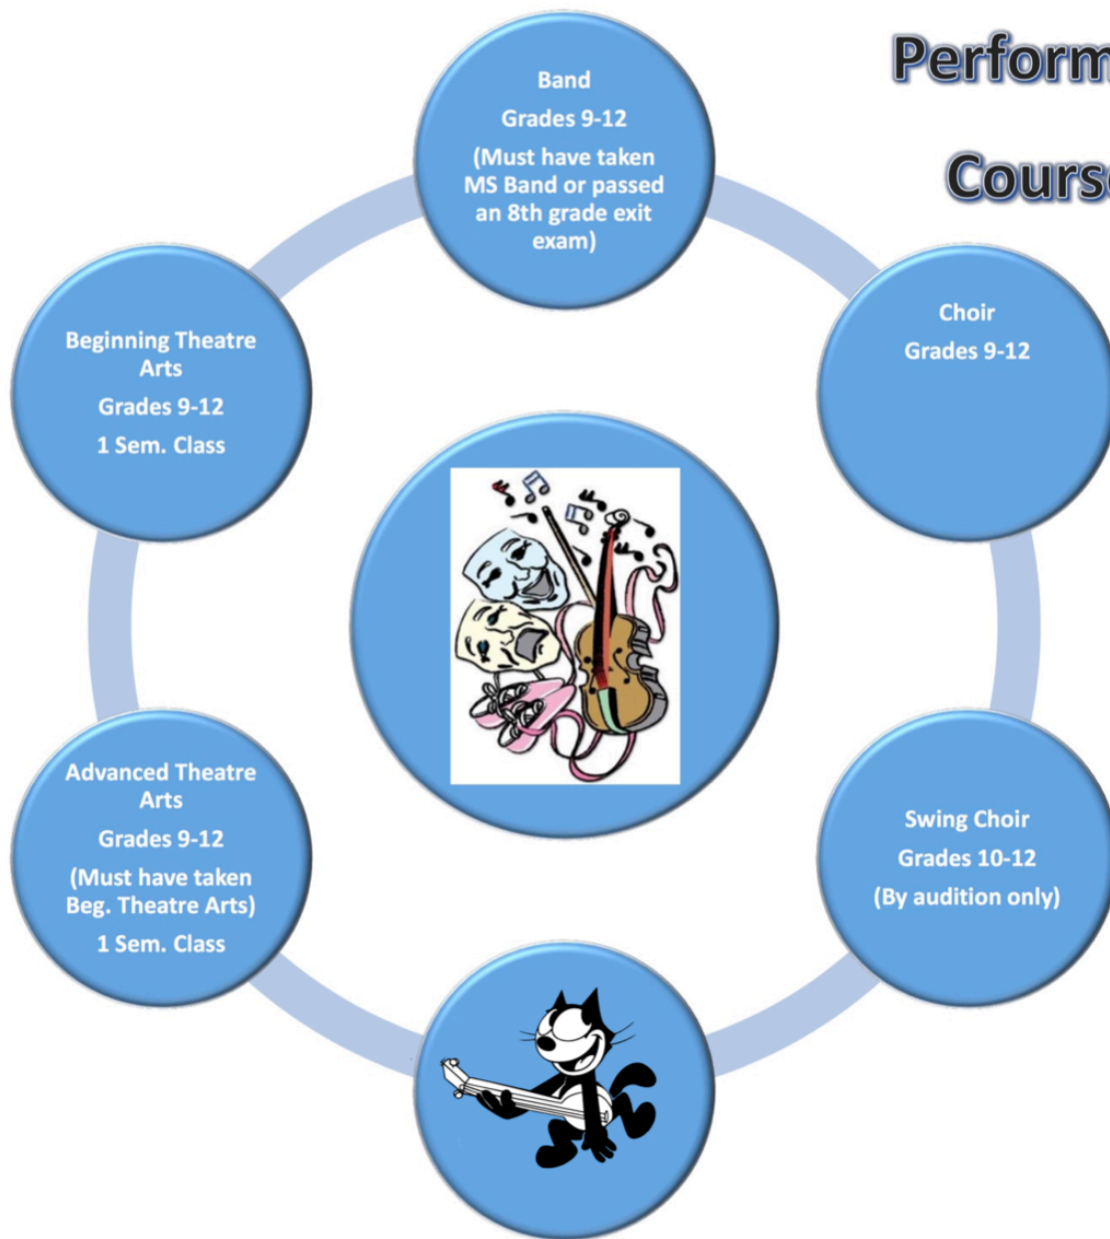 Perform
Course
Band
Grades 9-12
(Must have taken
MS Band or passed
an 8th grade exit
exam)
Choir
Grades 9-12
Beginning Theatre
Arts
Grades 9-12
1 Sem. Class
Advanced Theatre
Arts
Grades 9-12
(Must have taken
Beg. Theatre Arts)
1 Sem. Class
Swing Choir
Grades 10-12
(By audition only)